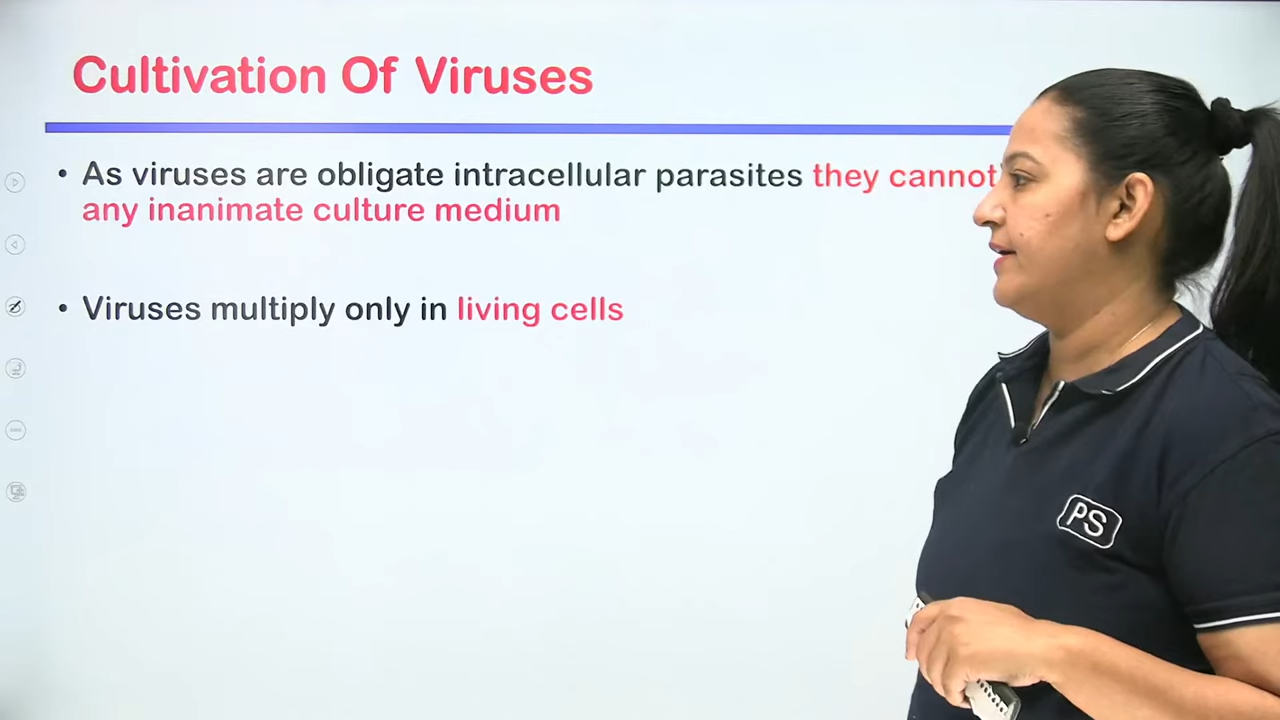 Cultivation Of Viruses
• As viruses are obligate intracellular parasites they cannot
any inanimate culture medium
• Viruses multiply only in living cells
PS